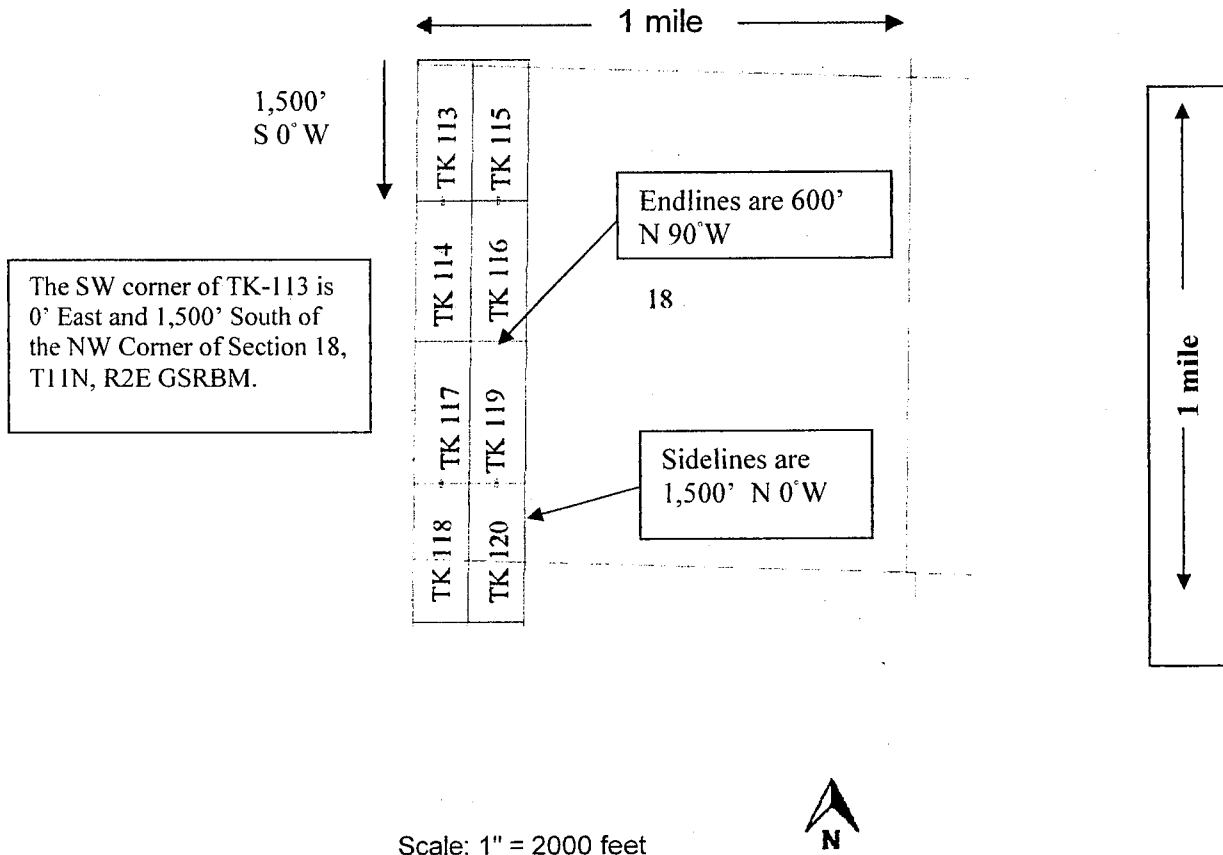 1 mile
1,500'
S 0° W
TK 113
TK 115
Endlines are 600'
N 90°W
TK 114
TK 116
18
The SW corner of TK-113 is
0' East and 1,500' South of
the NW Corner of Section 18,
T11N, R2E GSRBM.
1 mile
TK 117
TK 119
Sidelines are
1,500' N 0°W
TK 118
TK 120
Scale: 1" = 2000 feet
N